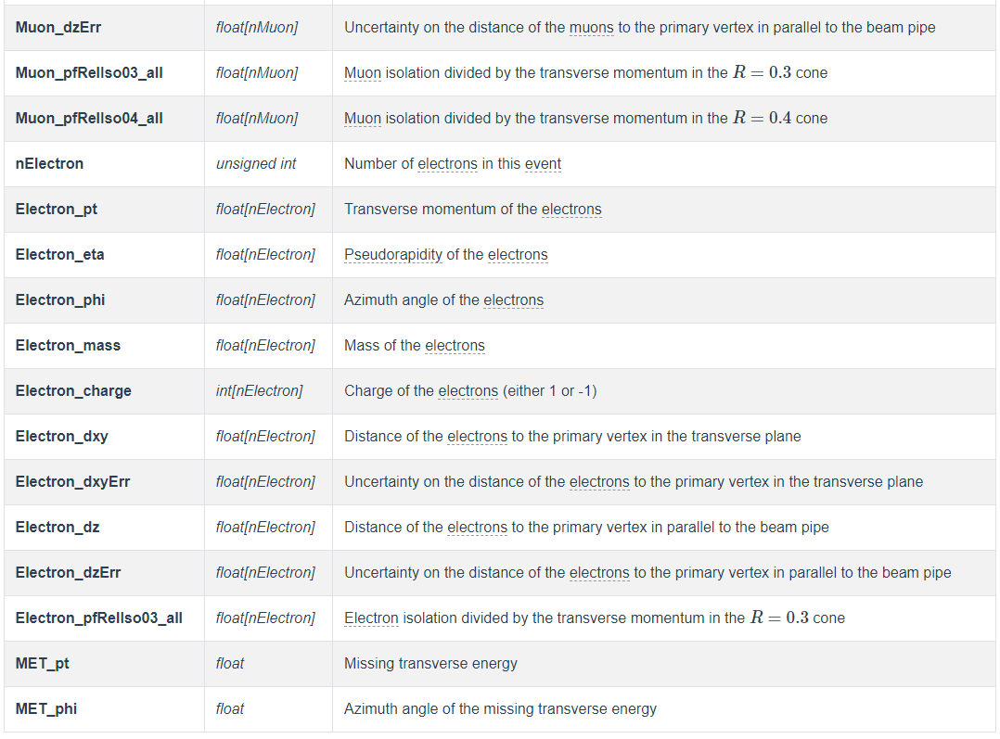 Muon_dzErr float[nMuon] Uncertainty on the distance of the muons to the primary vertex in parallel to the beam pipe
Muon_pfRelIso03_all float[nMuon] Muon isolation divided by the transverse momentum in the R = 0.3 cone
Muon_pfRelIso04_all float[nMuon] Muon isolation divided by the transverse momentum in the R = 0.4 cone
nElectron unsigned int Number of electrons in this event
Electron_pt float[nElectron] Transverse momentum of the electrons
Electron_eta float[nElectron] Pseudorapidity of the electrons
Electron_phi float[nElectron] Azimuth angle of the electrons
Electron_mass float[nElectron] Mass of the electrons
Electron_charge int[nElectron] Charge of the electrons (either 1 or -1)
Electron_dxy float[nElectron] Distance of the electrons to the primary vertex in the transverse plane
Electron_dxyErr float[nElectron] Uncertainty on the distance of the electrons to the primary vertex in the transverse plane
Electron_dz float[nElectron] Distance of the electrons to the primary vertex in parallel to the beam pipe
Electron_dzErr float[nElectron] Uncertainty on the distance of the electrons to the primary vertex in parallel to the beam pipe
Electron_pfRelIso03_all float[nElectron] Electron isolation divided by the transverse momentum in the R = 0.3 cone
MET_pt float Missing transverse energy
MET_phi float Azimuth angle of the missing transverse energy